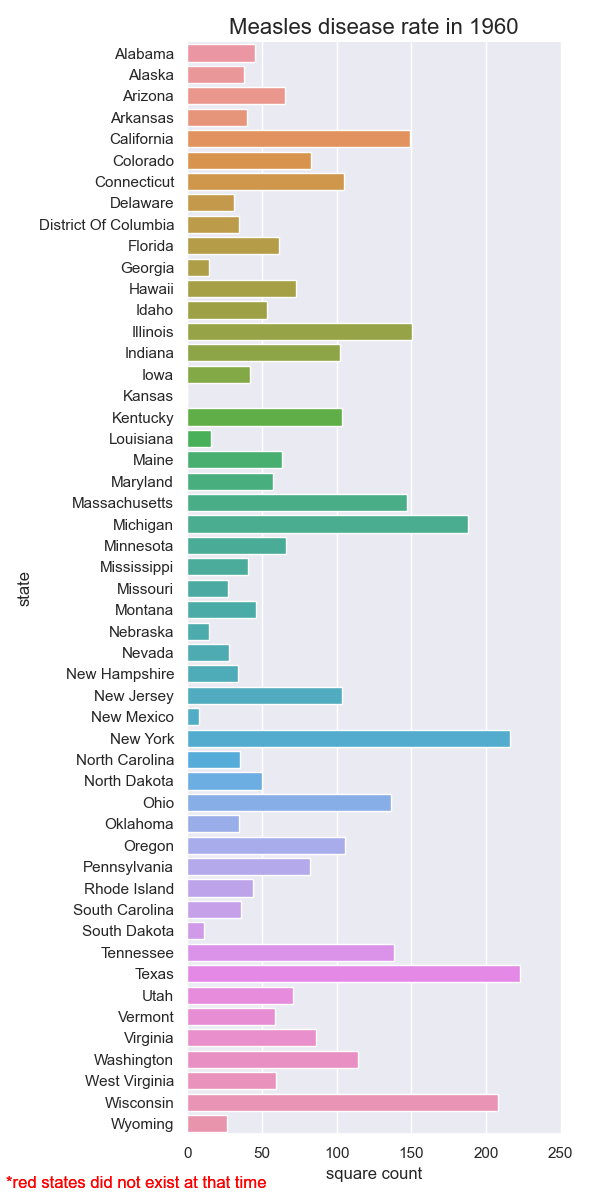 Measles disease rate in 1960
Alabama
Alaska
Arizona
Arkansas
California
Colorado
Connecticut
Delaware
District Of Columbia
Florida
Georgia
Hawaii
Idaho
Illinois
Indiana
Iowa
Kansas
Kentucky
Louisiana
Maine
Maryland
Massachusetts
Michigan
Minnesota
Mississippi
Missouri
Montana
Nebraska
Nevada
New Hampshire
New Jersey
New Mexico
New York
North Carolina
North Dakota
Ohio
Oklahoma
Oregon
Pennsylvania
Rhode Island
South Carolina
South Dakota
Tennessee
Texas
Utah
Vermont
Virginia
Washington
West Virginia
Wisconsin
Wyoming
state
0 50 100 150 200 250
square count
*red states did not exist at that time